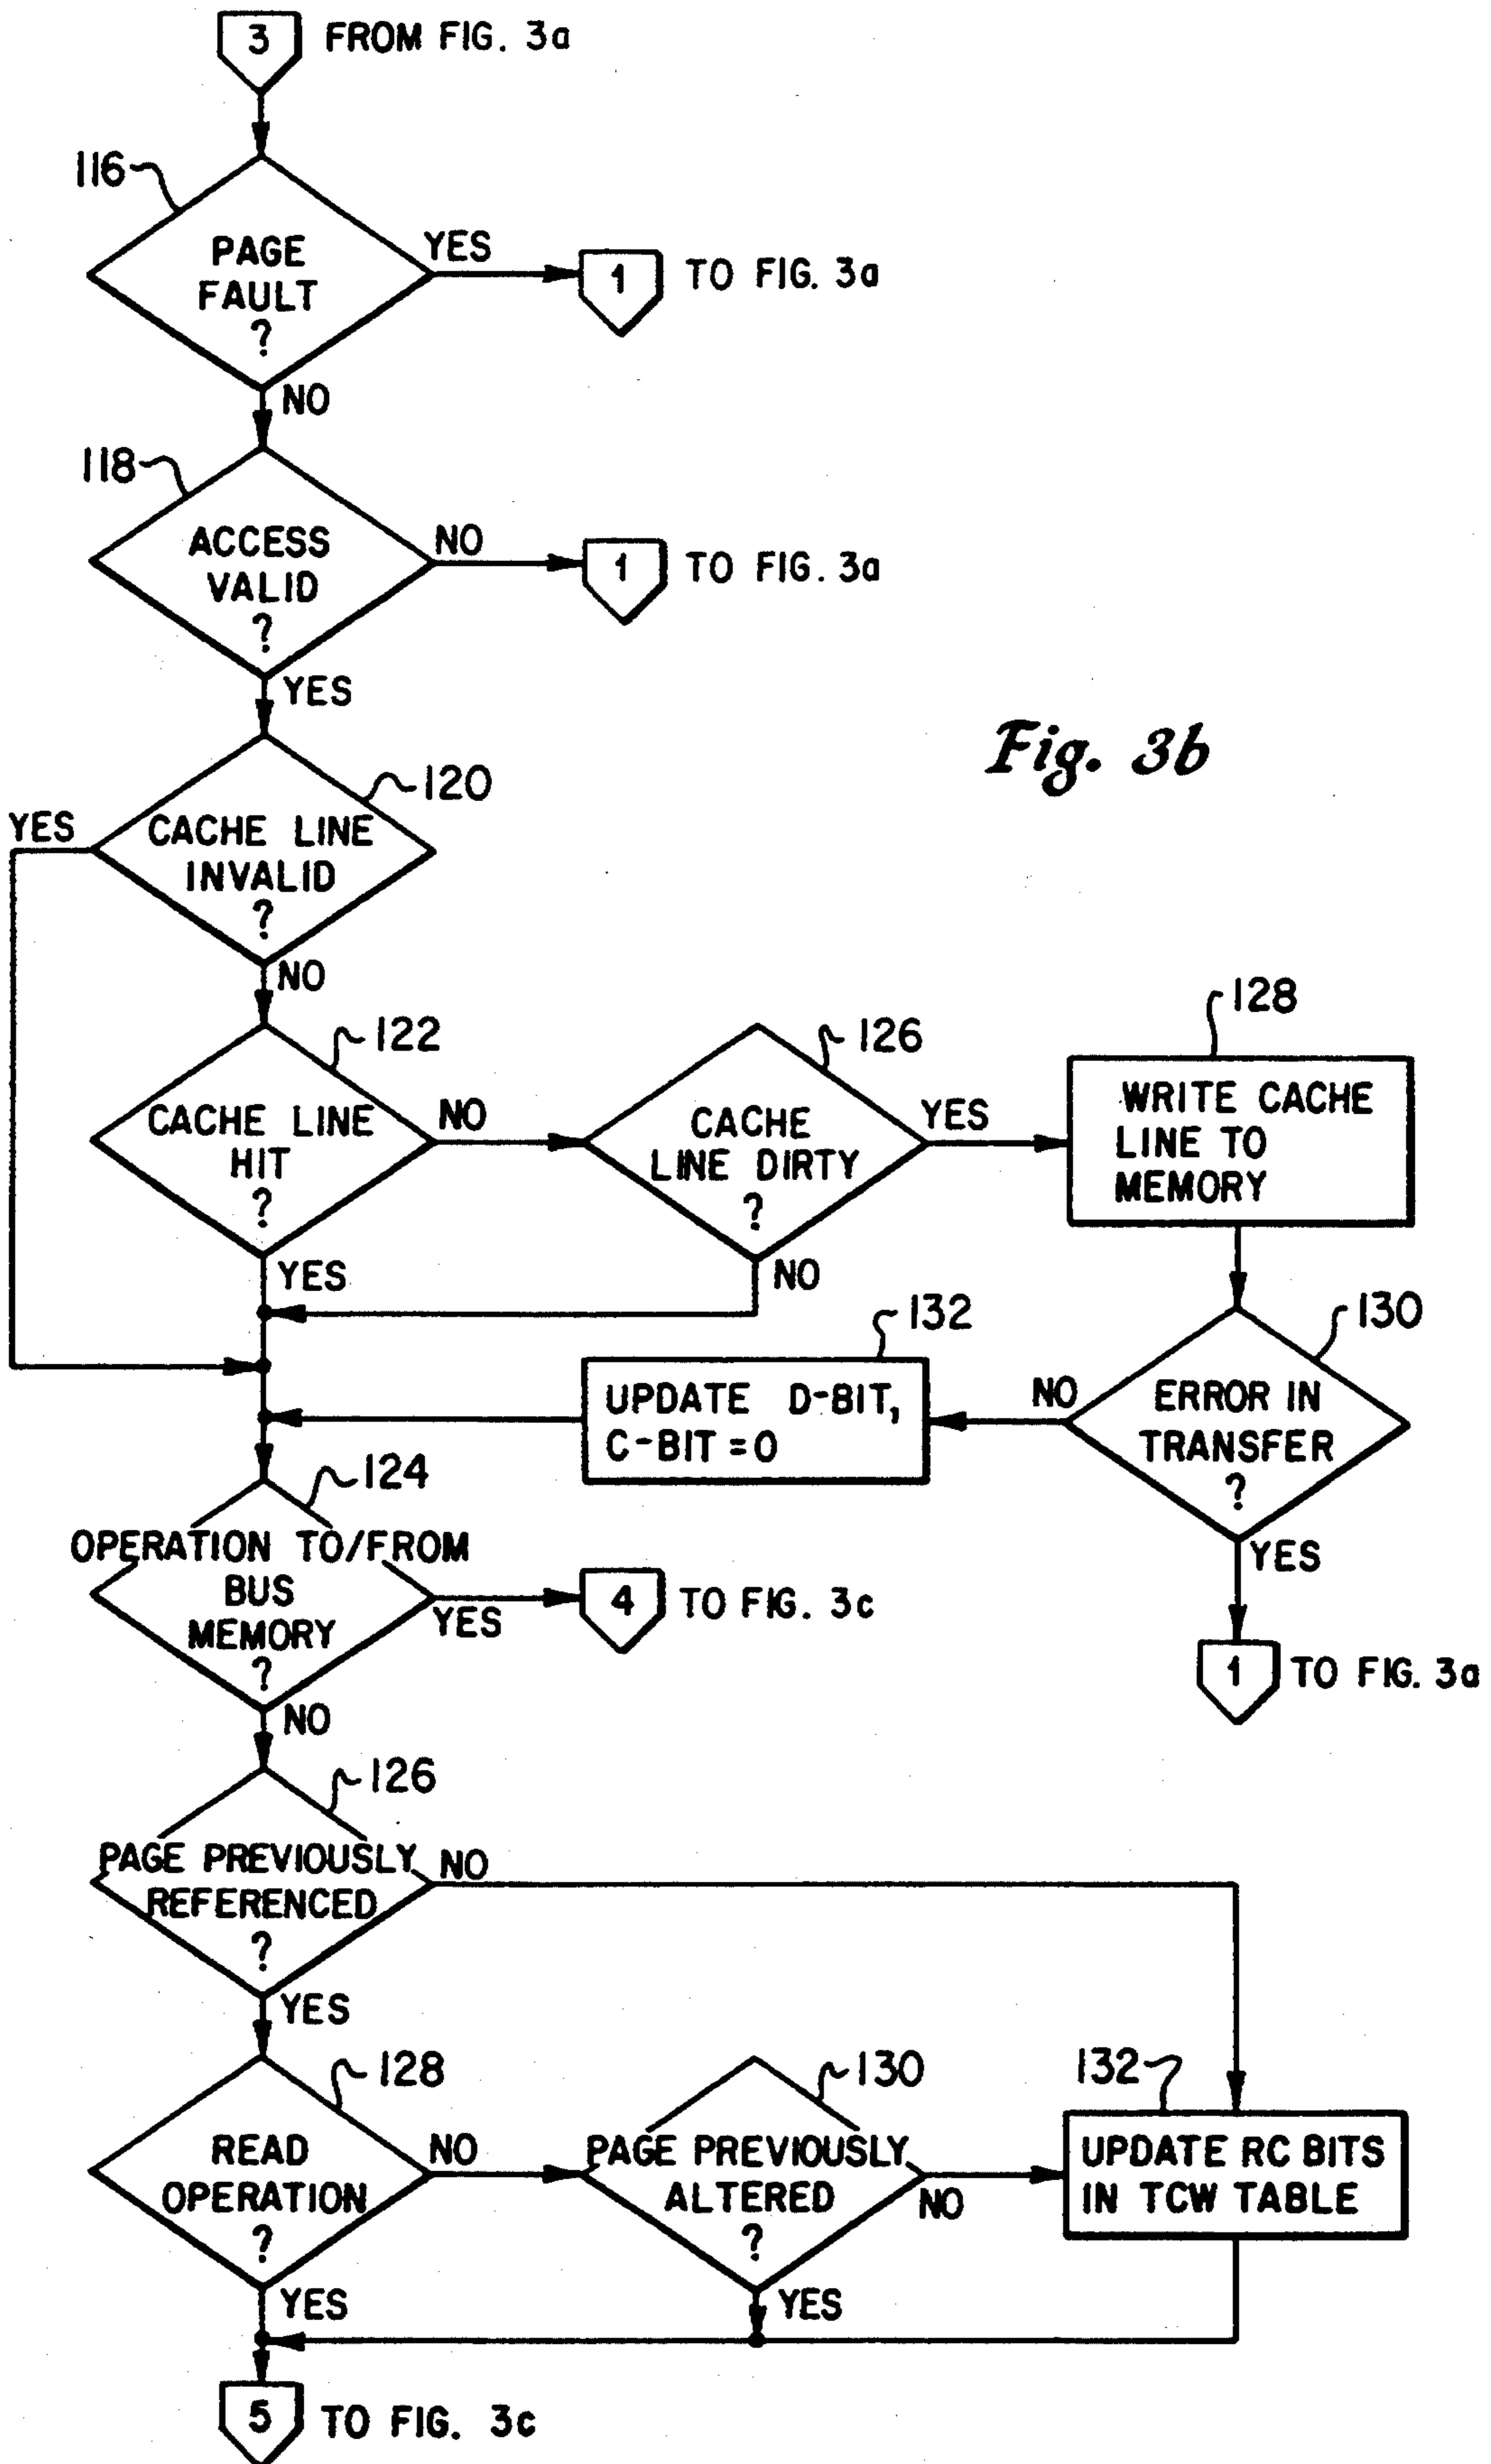 3 FROM FIG. 3a
116
PAGE
FAULT
?
YES
1 TO FIG. 3a
NO
118
ACCESS
VALID
?
NO
1 TO FIG. 3a
YES
Fig. 3b
120
YES
CACHE LINE
INVALID
?
NO
122
CACHE LINE
HIT
?
NO
YES
126
CACHE
LINE DIRTY
?
YES
NO
128
WRITE CACHE
LINE TO
MEMORY
130
ERROR IN
TRANSFER
?
NO
YES
1 TO FIG. 3a
132
UPDATE D-BIT,
C-BIT=0
124
OPERATION TO/FROM
BUS
MEMORY
?
YES
4 TO FIG. 3c
NO
126
PAGE PREVIOUSLY
REFERENCED
?
NO
YES
128
READ
OPERATION
?
NO
YES
130
PAGE PREVIOUSLY
ALTERED
?
NO
YES
132
UPDATE RC BITS
IN TCW TABLE
5 TO FIG. 3c